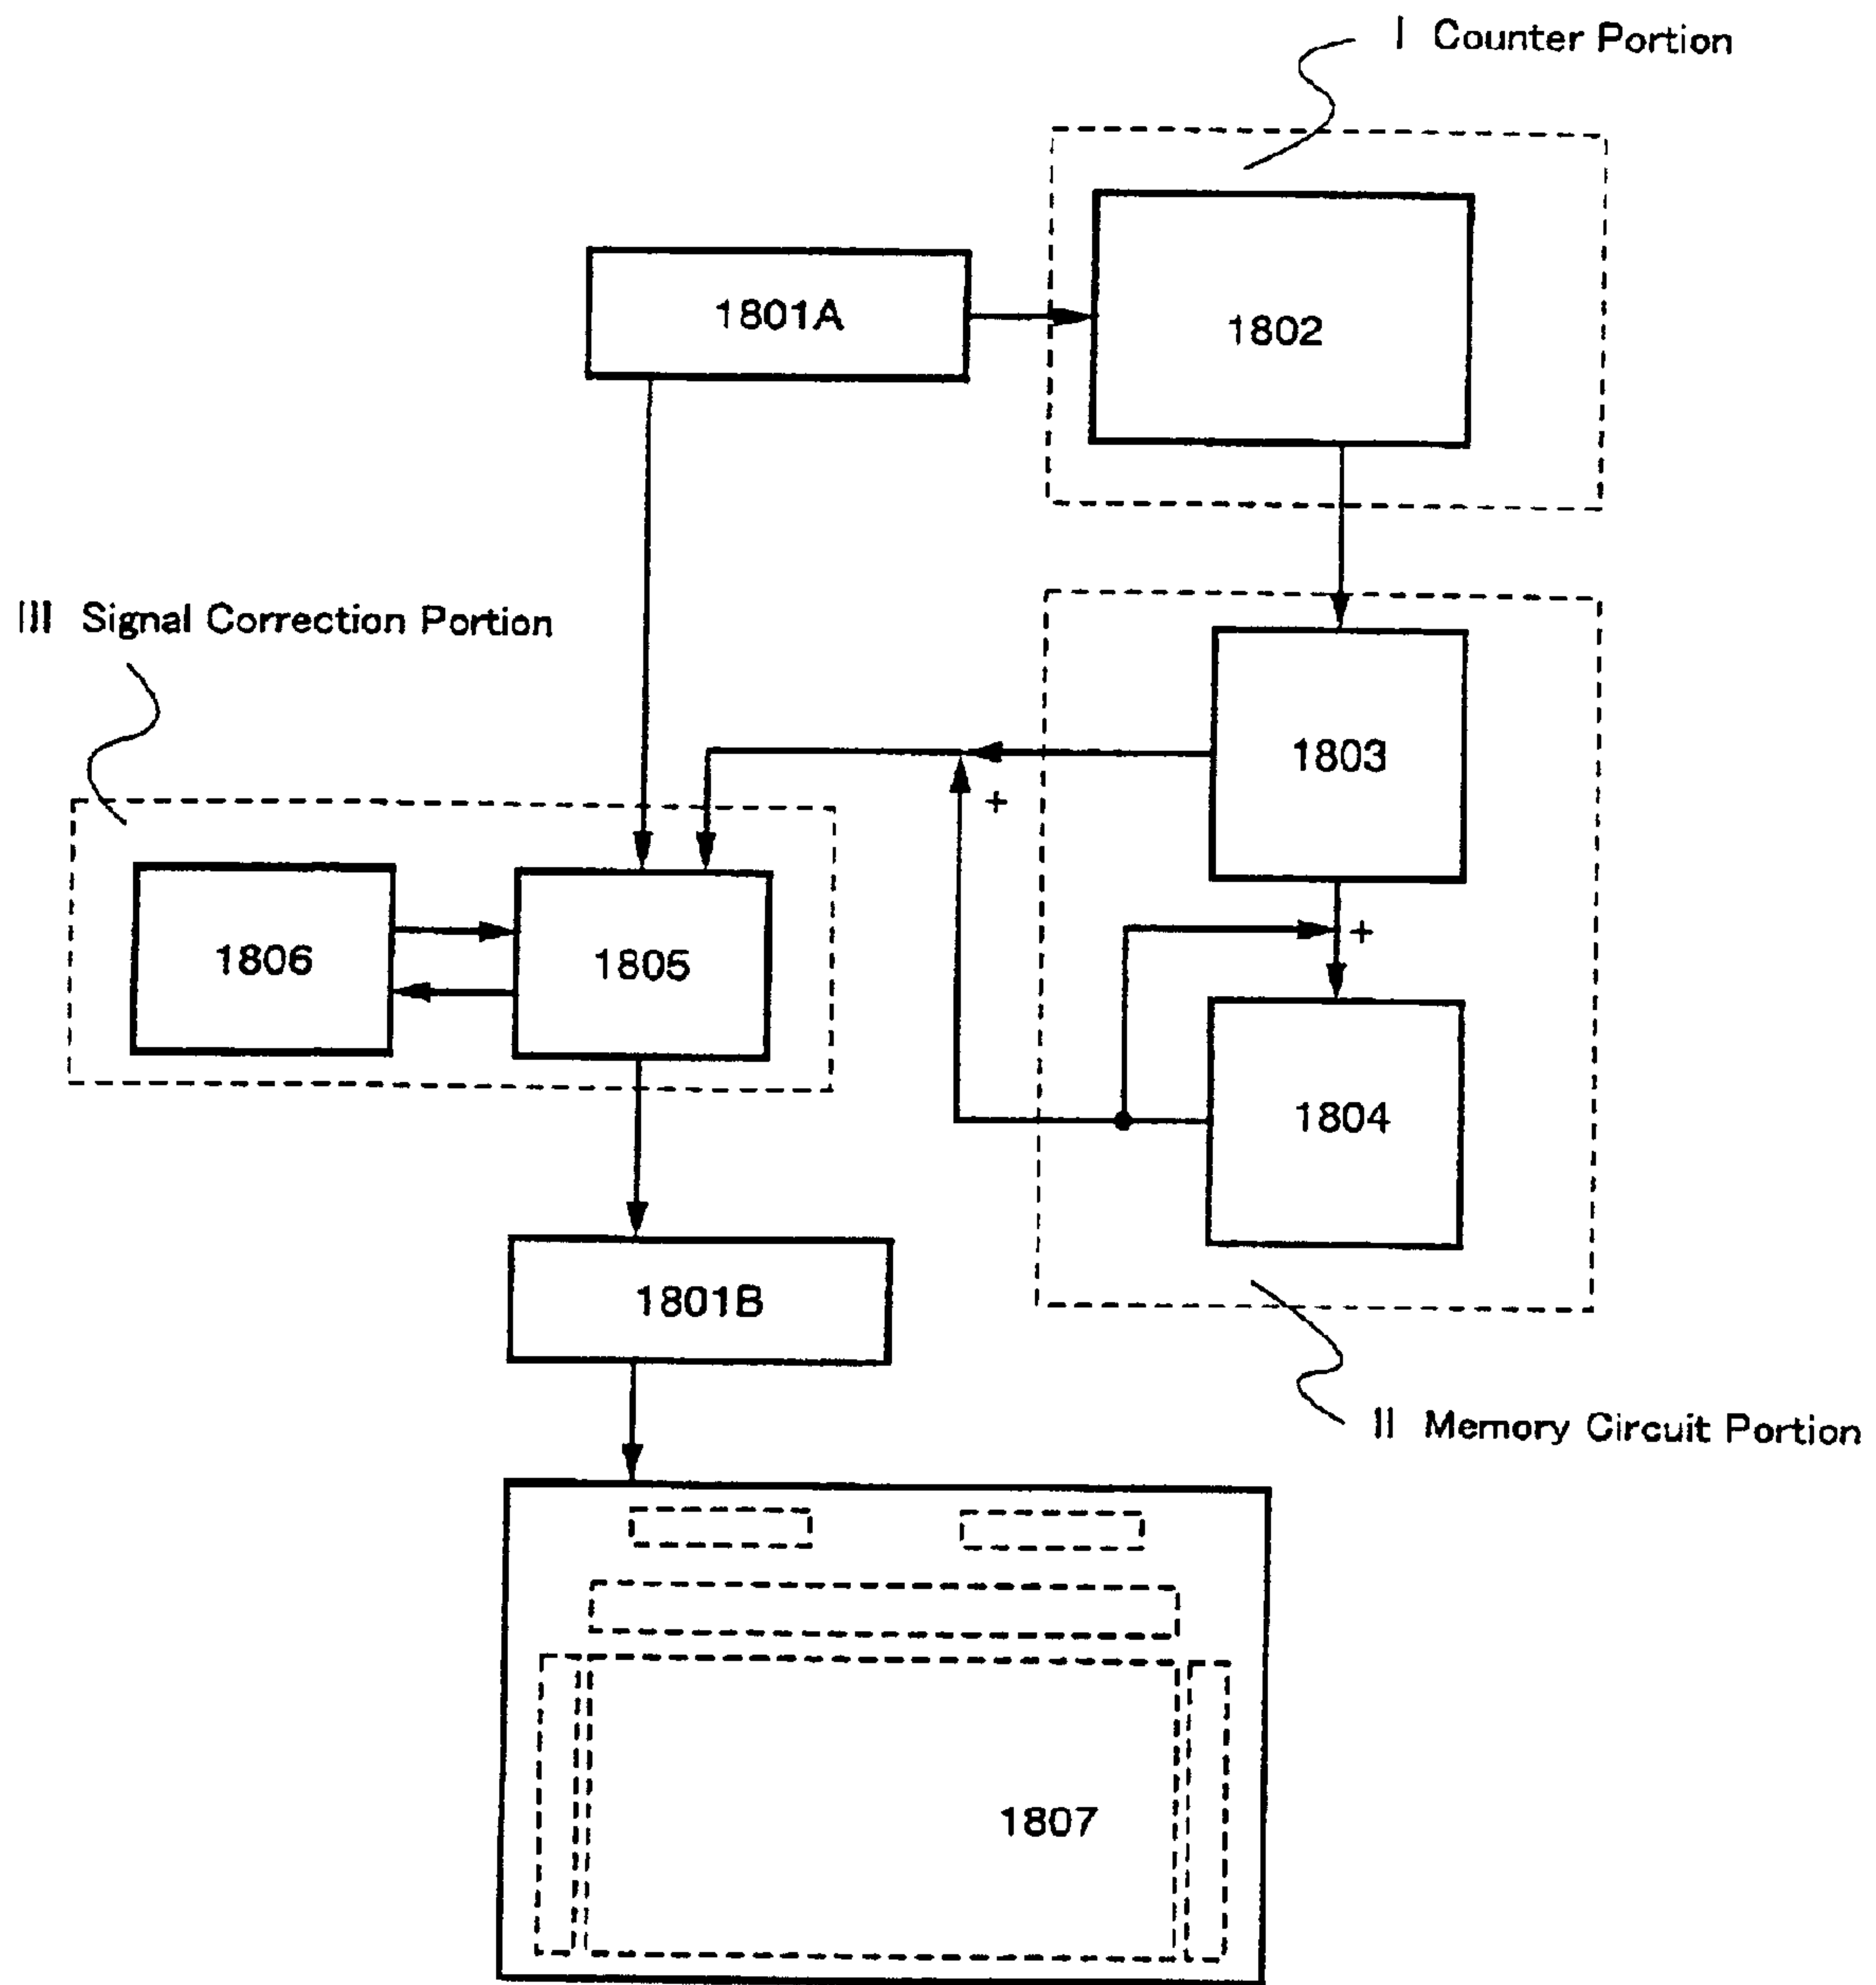 I Counter Portion
1801A
1802
III Signal Correction Portion
1803
+
+
1806
1805
1804
1801B
II Memory Circuit Portion
1807